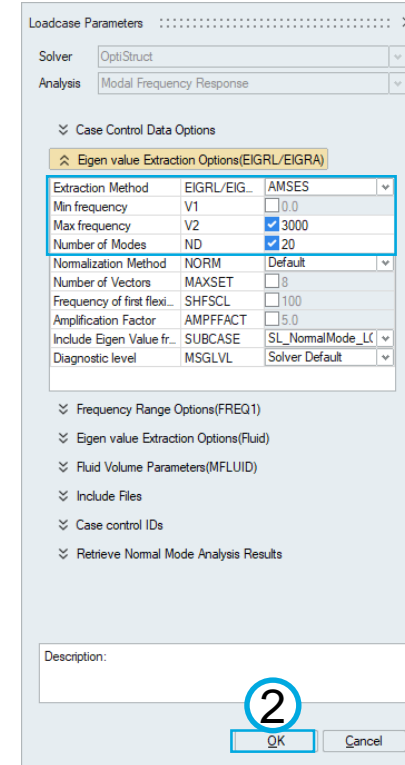 Loadcase Parameters
Solver OptiStruct
Analysis Modal Frequency Response
Case Control Data Options
Eigen value Extraction Options(EIGRL/EIGRA)
Extraction Method EIGRL/EIG... AMSES
Min frequency V1 0.0
Max frequency V2 3000
Number of Modes ND 20
Normalization Method NORM Default
Number of Vectors MAXSET 8
Frequency of first flexi... SHFSCL 100
Amplification Factor AMPFFACT 5.0
Include Eigen Value fr... SUBCASE SL_NormalMode_L(
Diagnostic level MSGLVL Solver Default
Frequency Range Options(FREQ1)
Eigen value Extraction Options(Fluid)
Fluid Volume Parameters(MFLUID)
Include Files
Case control IDs
Retrieve Normal Mode Analysis Results
Description:
2
OK Cancel